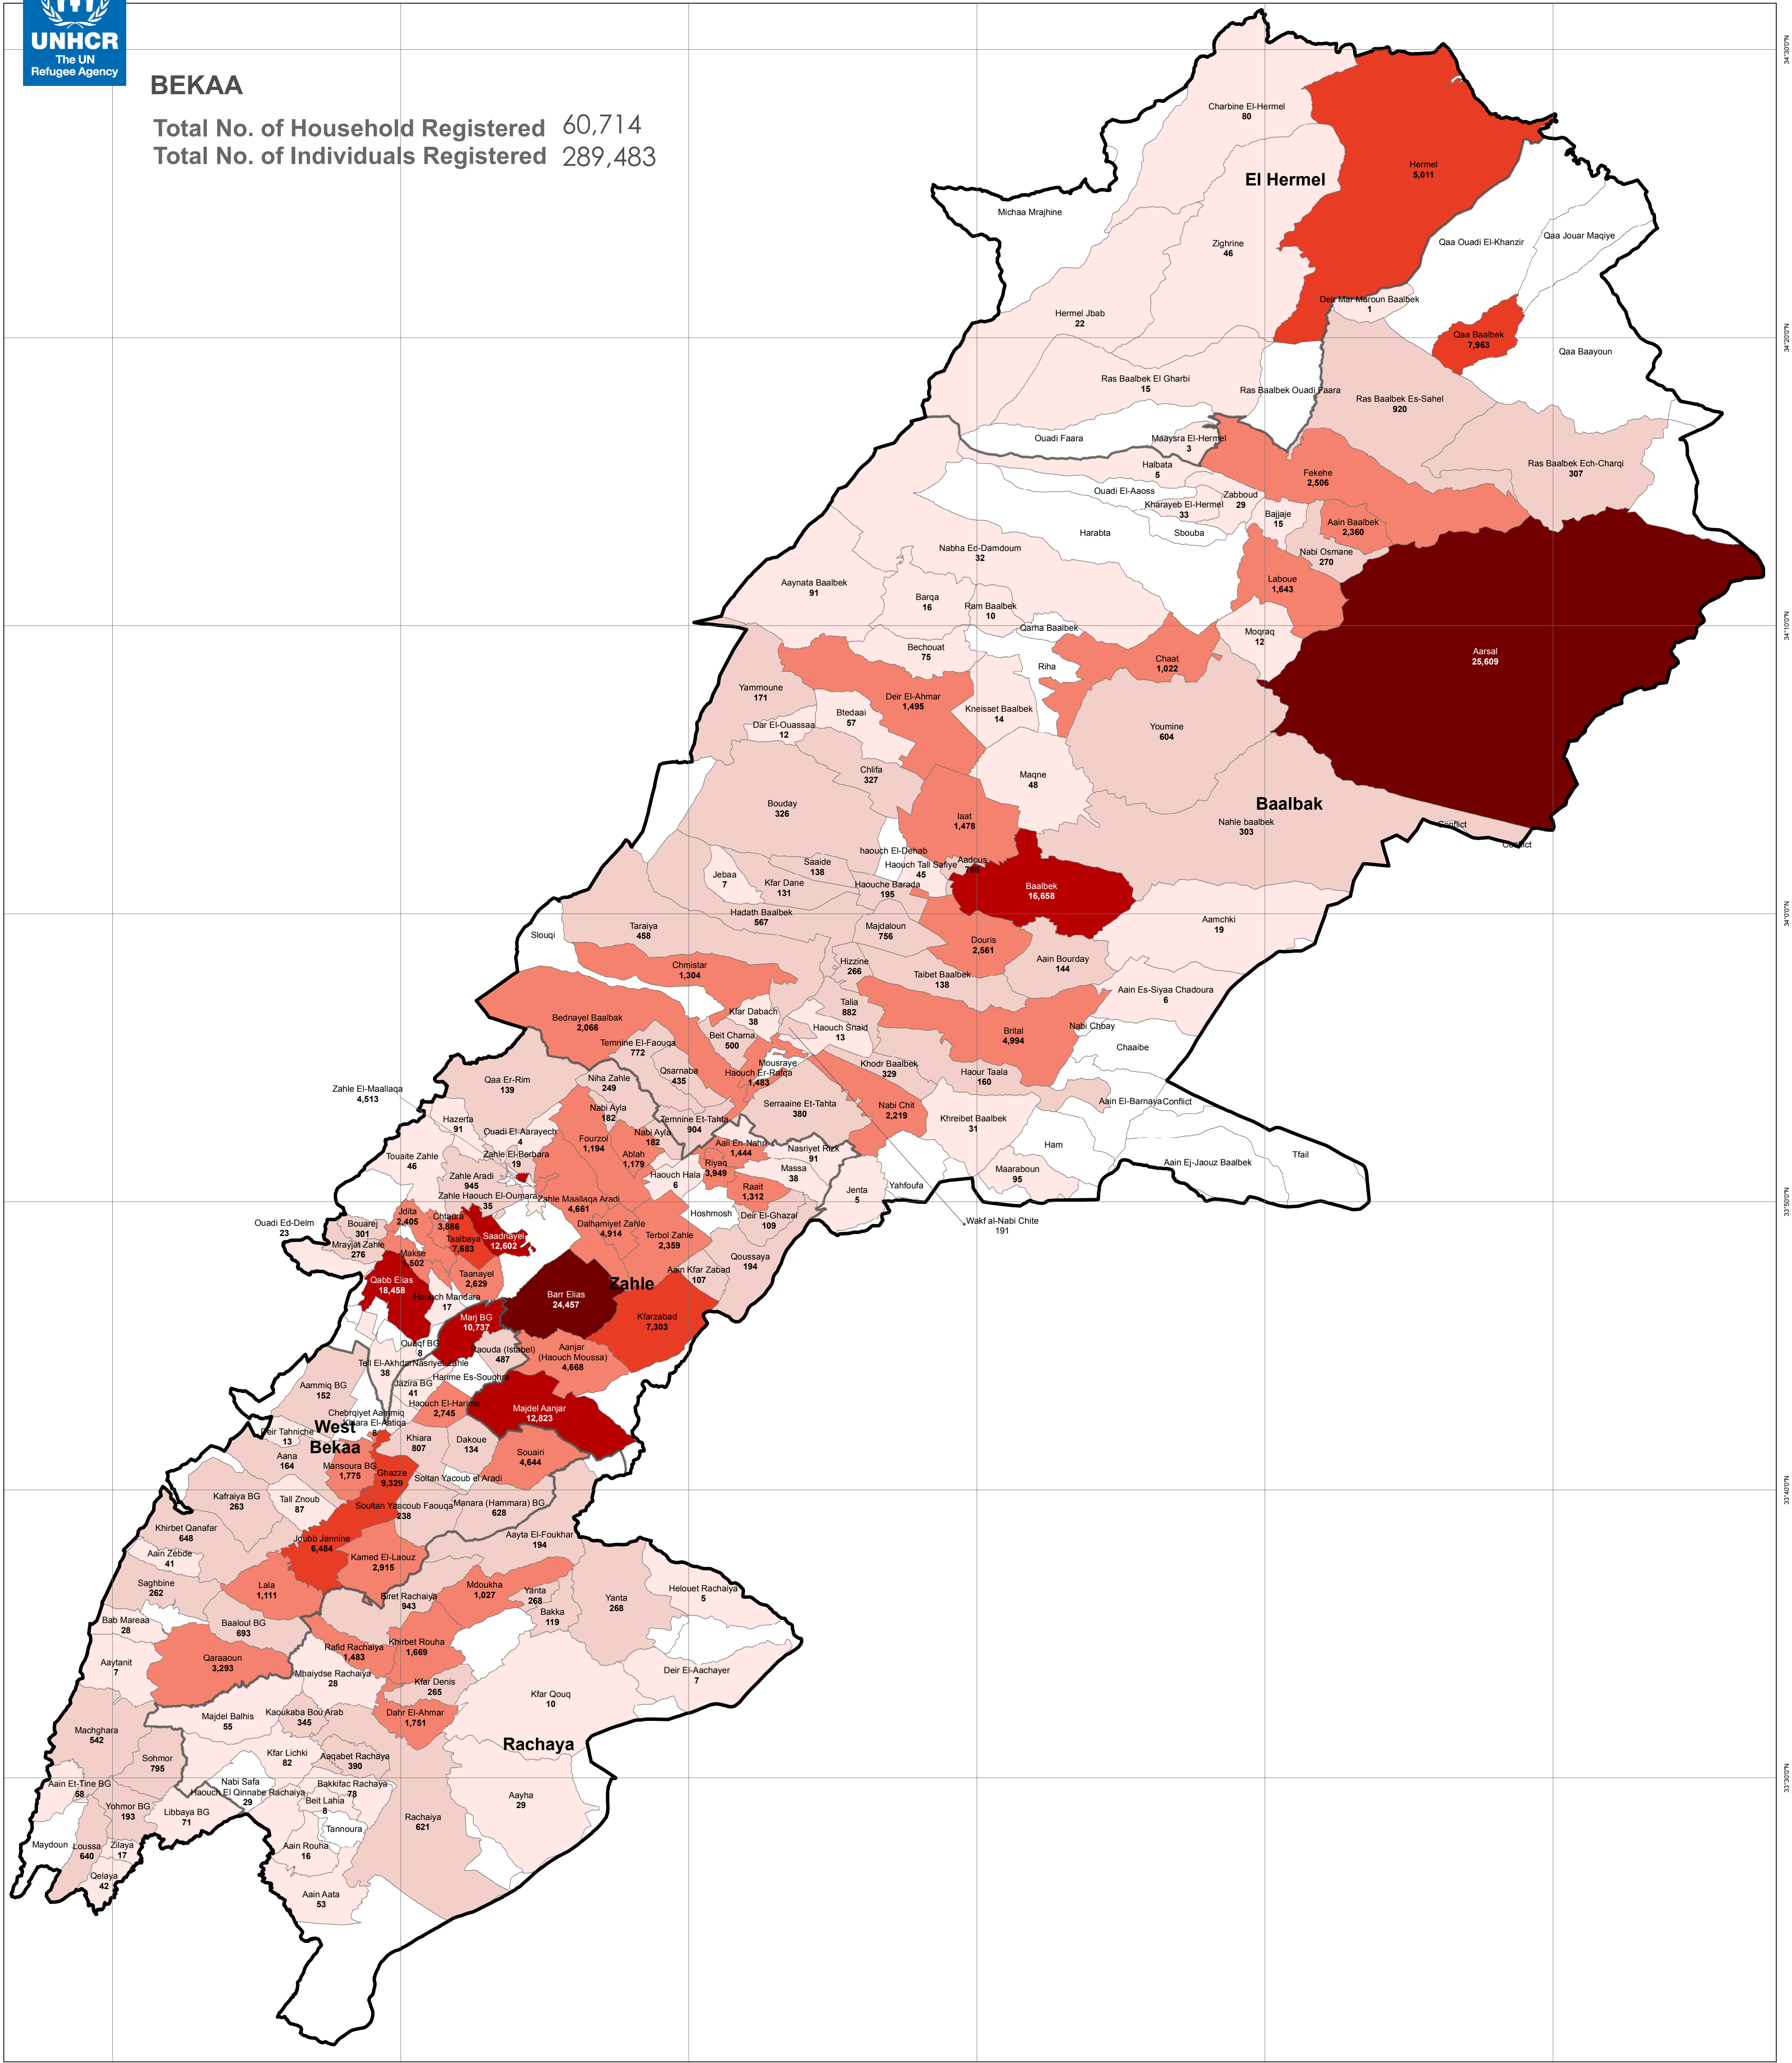 UNHCR
The UN
Refugee Agency
BEKAA
Total No. of Household Registered 60,714
Total No. of Individuals Registered 289,483
34°30'0"N
34°20'0"N
34°10'0"N
34°0'0"N
33°50'0"N
33°40'0"N
33°30'0"N
Charbine El-Hermel
80
Hermel
5,011
El Hermel
Michaa Mrajhine
Zighrine
46
Qaa Ouadi El-Khanzir
Qaa Jouar Maqiye
Deir Mar Maroun Baalbek
1
Hermel Jbab
22
Qaa Baalbek
7,963
Qaa Baayoun
Ras Baalbek El Gharbi
15
Ras Baalbek Ouadi Faara
Ras Baalbek Es-Sahel
920
Ouadi Faara
Maaysra El-Hermel
3
Ras Baalbek Ech-Charqi
307
Halbata
5
Fekehe
2,506
Ouadi El-Aaoss
Zabboud
29
Kharayeb El-Hermel
33
Bajjaje
15
Aain Baalbek
2,360
Harabta
Sbouba
Nabi Osmane
270
Nabha Ed-Damdoum
32
Aaynata Baalbek
91
Laboue
1,643
Barqa
16
Ram Baalbek
10
Qarha Baalbek
Moqraq
12
Bechouat
75
Riha
Chaat
1,022
Aarsal
25,609
Yammoune
171
Deir El-Ahmar
1,495
Btedaai
57
Kneisset Baalbek
14
Dar El-Ouassaa
12
Youmine
604
Chlifa
327
Maqne
48
Bouday
326
Baalbak
Iaat
1,478
Nahle baalbek
303
Conflict
Conflict
haouch El-Dehab
Saaide
138
Haouch Tall Safiye
45
Aadous
768
Jebaa
7
Kfar Dane
131
Haouche Barada
195
Baalbek
16,658
Hadath Baalbek
567
Aamchki
19
Taraiya
458
Majdaloun
756
Slouqi
Douris
2,561
Chmistar
1,304
Hizzine
266
Aain Bourday
144
Taibet Baalbek
138
Aain Es-Siyaa Chadoura
6
Talia
882
Kfar Dabach
38
Bednayel Baalbak
2,066
Haouch Snaid
13
Nabi Chbay
Brital
4,994
Beit Chama
500
Temnine El-Faouqa
772
Chaaibe
Mousraye
Khodr Baalbek
329
Qsarnaba
435
Haouch Er-Rafqa
1,483
Haour Taala
160
Qaa Er-Rim
139
Niha Zahle
249
Zahle El-Maallaqa
4,513
Aain El-Barnaya
Conflict
Serraaine Et-Tahta
380
Nabi Chit
2,219
Nabi Ayla
182
Hazerta
91
Temnine Et-Tahta
904
Khreibet Baalbek
31
Ouadi El-Aarayech
4
Nabi Ayla
182
Fourzol
1,194
Aali En-Nahri
1,444
Nasriyet Rizk
91
Ham
Touaite Zahle
46
Zahle El-Berbara
19
Ablah
1,179
Riyaq
3,949
Massa
38
Maaraboun
95
Aain Ej-Jaouz Baalbek
Tfail
Zahle Aradi
945
Haouch Hala
6
Raait
1,312
Jenta
5
Yahfoufa
Zahle Haouch El-Oumara
35
Zahle Maallaqa Aradi
4,661
Hoshmosh
Deir El-Ghazal
109
Wakf al-Nabi Chite
191
Jdita
2,405
Chtaora
3,886
Ouadi Ed-Delm
23
Bouarej
301
Dalhamiyet Zahle
4,914
Taalbaya
7,683
Saadnayel
12,602
Terbol Zahle
2,359
Mrayjat Zahle
276
Makse
1,502
Qoussaya
194
Aain Kfar Zabad
107
Taanayel
2,629
Qabb Elias
18,458
Zahle
Haouch Mandara
17
Barr Elias
24,457
Marj BG
10,737
Kfarzabad
7,303
Ouaqf BG
8
Raouda (Istabel)
487
Aanjar
(Haouch Moussa)
4,668
Tell El-Akhdar
38
Nasriyet Zahle
Harime Es-Soughra
Jazira BG
41
Aammiq BG
152
Haouch El-Harime
2,745
Majdel Aanjar
12,823
Chebrqiyet Aammiq
Khiara El-Aatiqa
8
West
Bekaa
Deir Tahniche
13
Khiara
807
Dakoue
134
Aana
164
Souairi
4,644
Mansoura BG
1,775
Ghazze
9,329
Soltan Yacoub el Aradi
Kafraiya BG
263
Tall Znoub
87
Soultan Yaacoub Faouqa
238
Manara (Hammara) BG
628
Khirbet Qanafar
648
Joubb Jannine
6,484
Aayta El-Foukhar
194
Aain Zebde
41
Kamed El-Laouz
2,915
Saghbine
262
Lala
1,111
Mdoukha
1,027
Yanta
268
Yanta
268
Helouet Rachaiya
5
Biret Rachaiya
943
Bakka
119
Bab Mareaa
28
Baaloul BG
693
Khirbet Rouha
1,669
Rafid Rachaiya
1,483
Aaytanit
7
Qaraaoun
3,293
Mhaiydse Rachaiya
28
Deir El-Aachayer
7
Kfar Denis
265
Kfar Qouq
10
Majdel Balhis
55
Kaoukaba Bou Arab
345
Dahr El-Ahmar
1,751
Machghara
542
Rachaya
Kfar Lichki
82
Aaqabet Rachaya
390
Sohmor
795
Nabi Safa
Aain Et-Tine BG
58
Haouch El Qinnabe Rachaiya
29
Bakkifac Rachaya
78
Aayha
29
Beit Lahia
8
Yohmor BG
193
Libbaya BG
71
Rachaiya
621
Tannoura
Maydoun
Loussa
640
Zilaya
17
Aain Rouha
16
Qelaya
42
Aain Aata
53